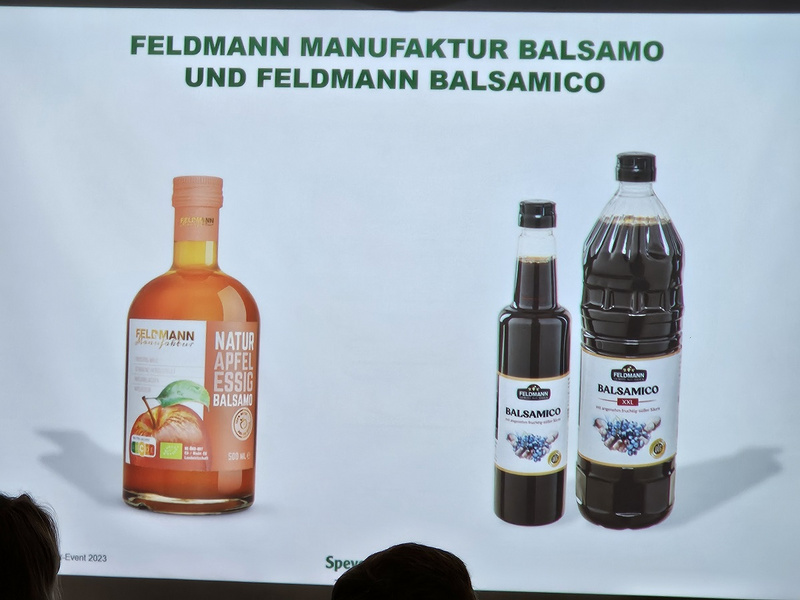 FELDMANN MANUFAKTUR BALSAMO
UND FELDMANN BALSAMICO
FELDMANN
FELDMANN
Manufaktur
NATUR
APFEL
ESSIG
BALSAMO
500 ML
FELDMANN
BALSAMICO
FELDMANN
BALSAMICO
XXL
-Event 2023